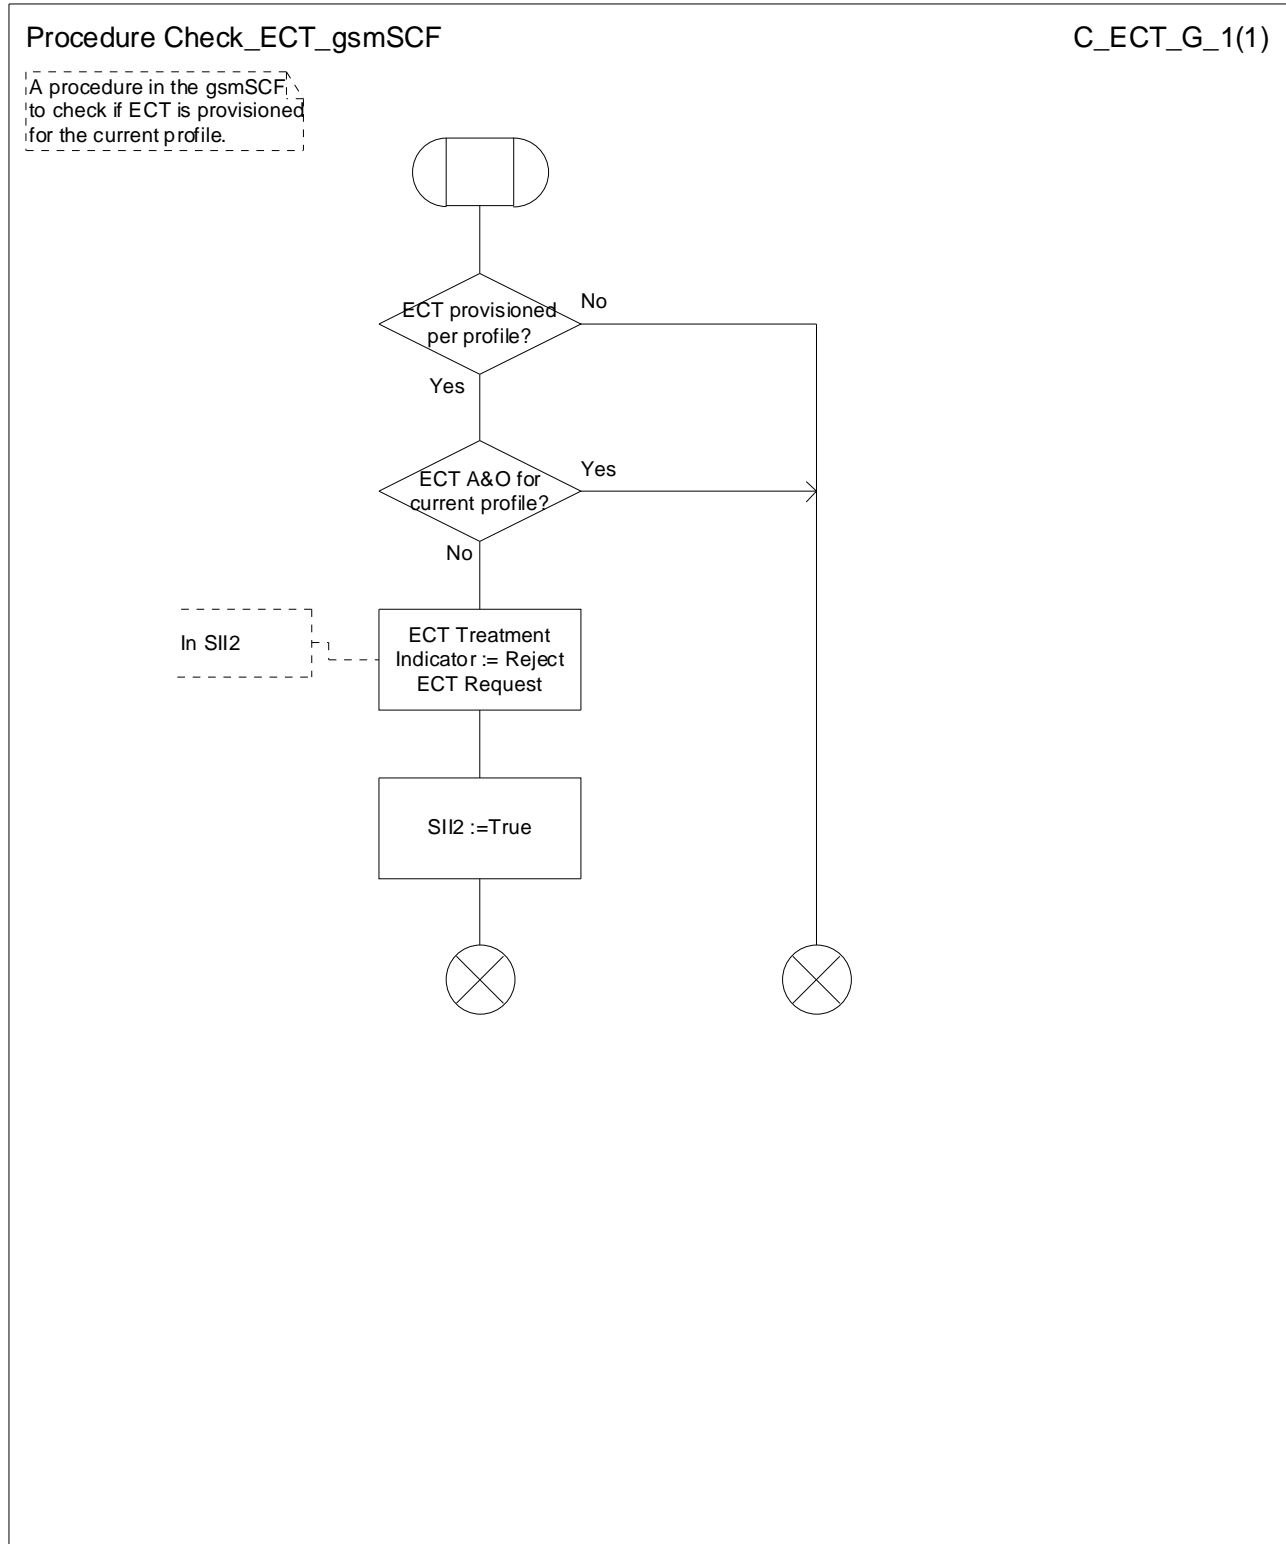 Procedure Check_ECT_gsmSCF
C_ECT_G_1(1)
A procedure in the gsmSCF
to check if ECT is provisioned
for the current profile.
ECT provisioned
per profile?
No
Yes
ECT A&O for
current profile?
Yes
No
In SII2
ECT Treatment
Indicator := Reject
ECT Request
SII2 :=True